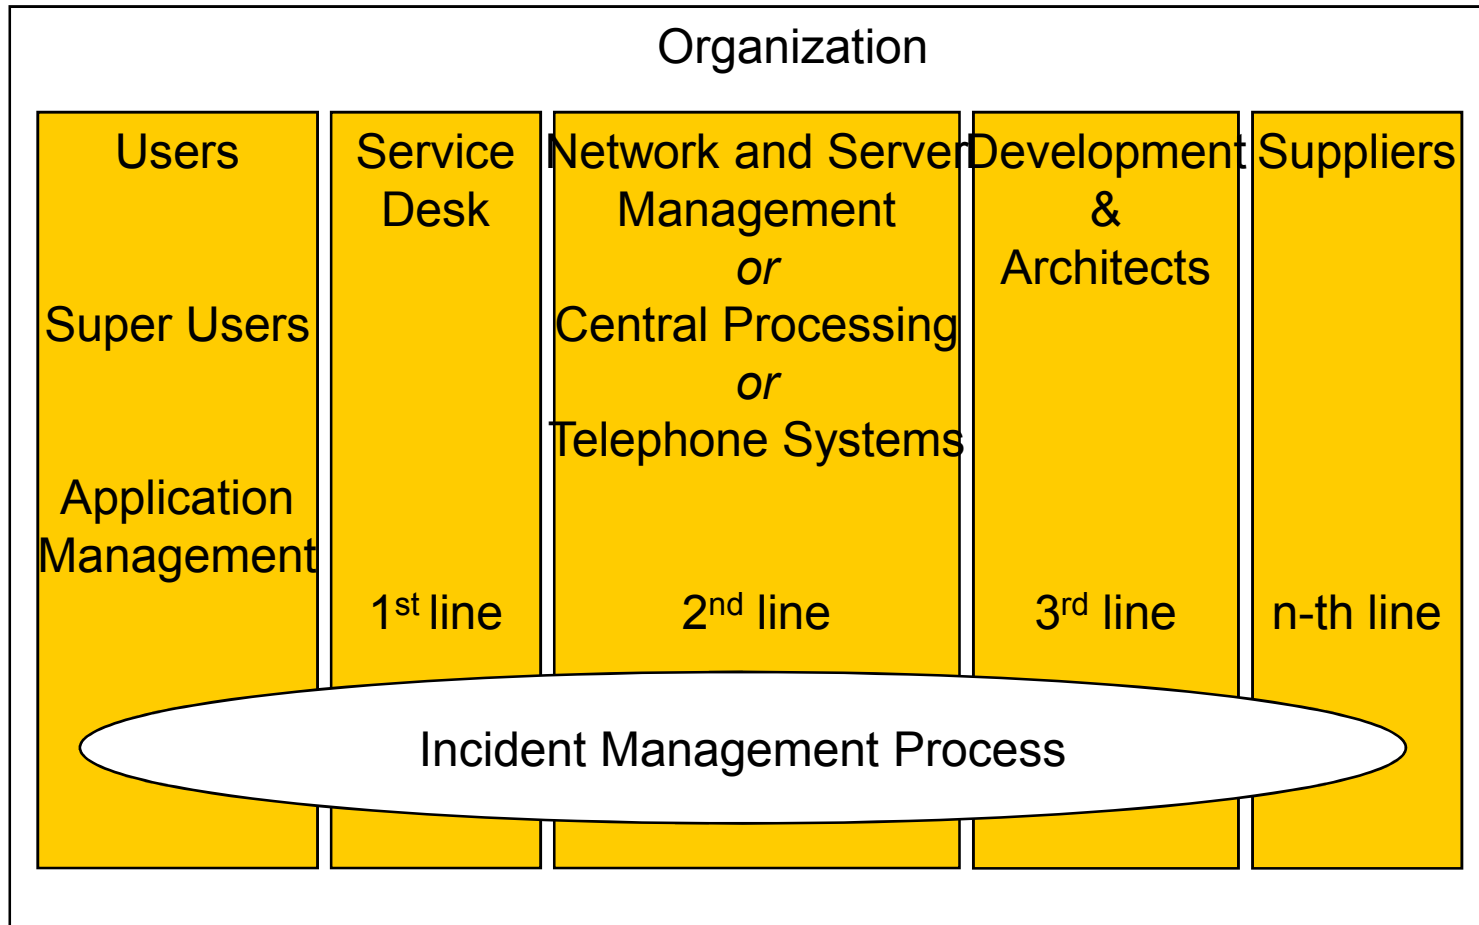 Organization
Users
Super Users
Application
Management
Service
Desk
1st line
Network and Server
Management
or
Central Processing
or
Telephone Systems
2nd line
Development
&
Architects
3rd line
Suppliers
n-th line
Incident Management Process